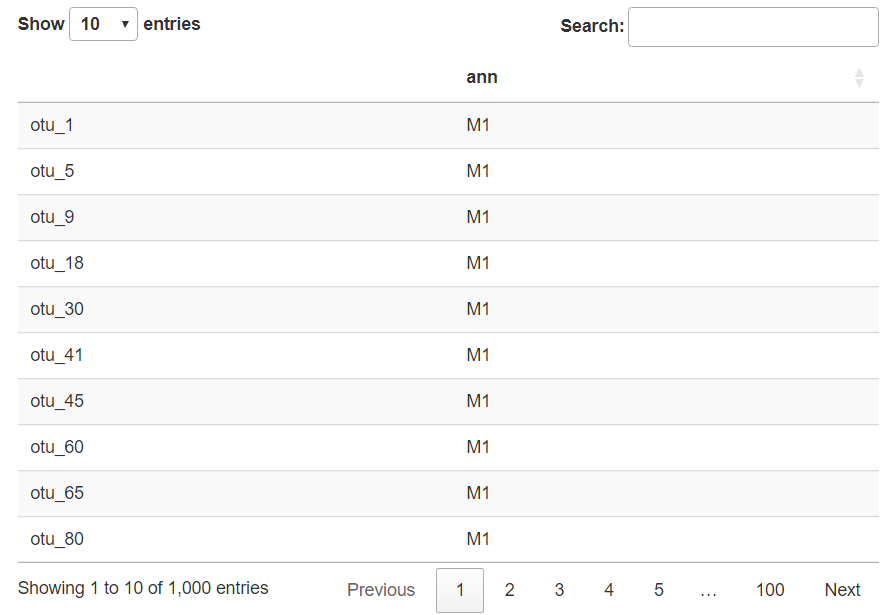 Show 10 entries Search:
ann
otu_1 M1
otu_5 M1
otu_9 M1
otu_18 M1
otu_30 M1
otu_41 M1
otu_45 M1
otu_60 M1
otu_65 M1
otu_80 M1
Showing 1 to 10 of 1,000 entries Previous 1 2 3 4 5 … 100 Next